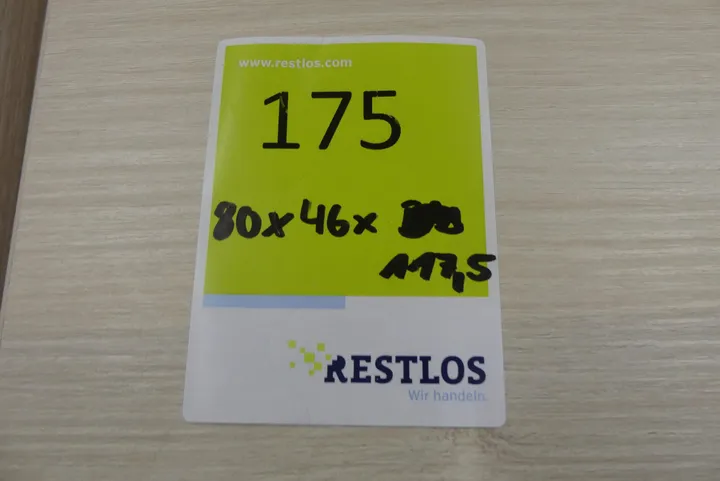 www.restlos.com
175
80x46x
117,5
RESTLOS
Wir handeln.